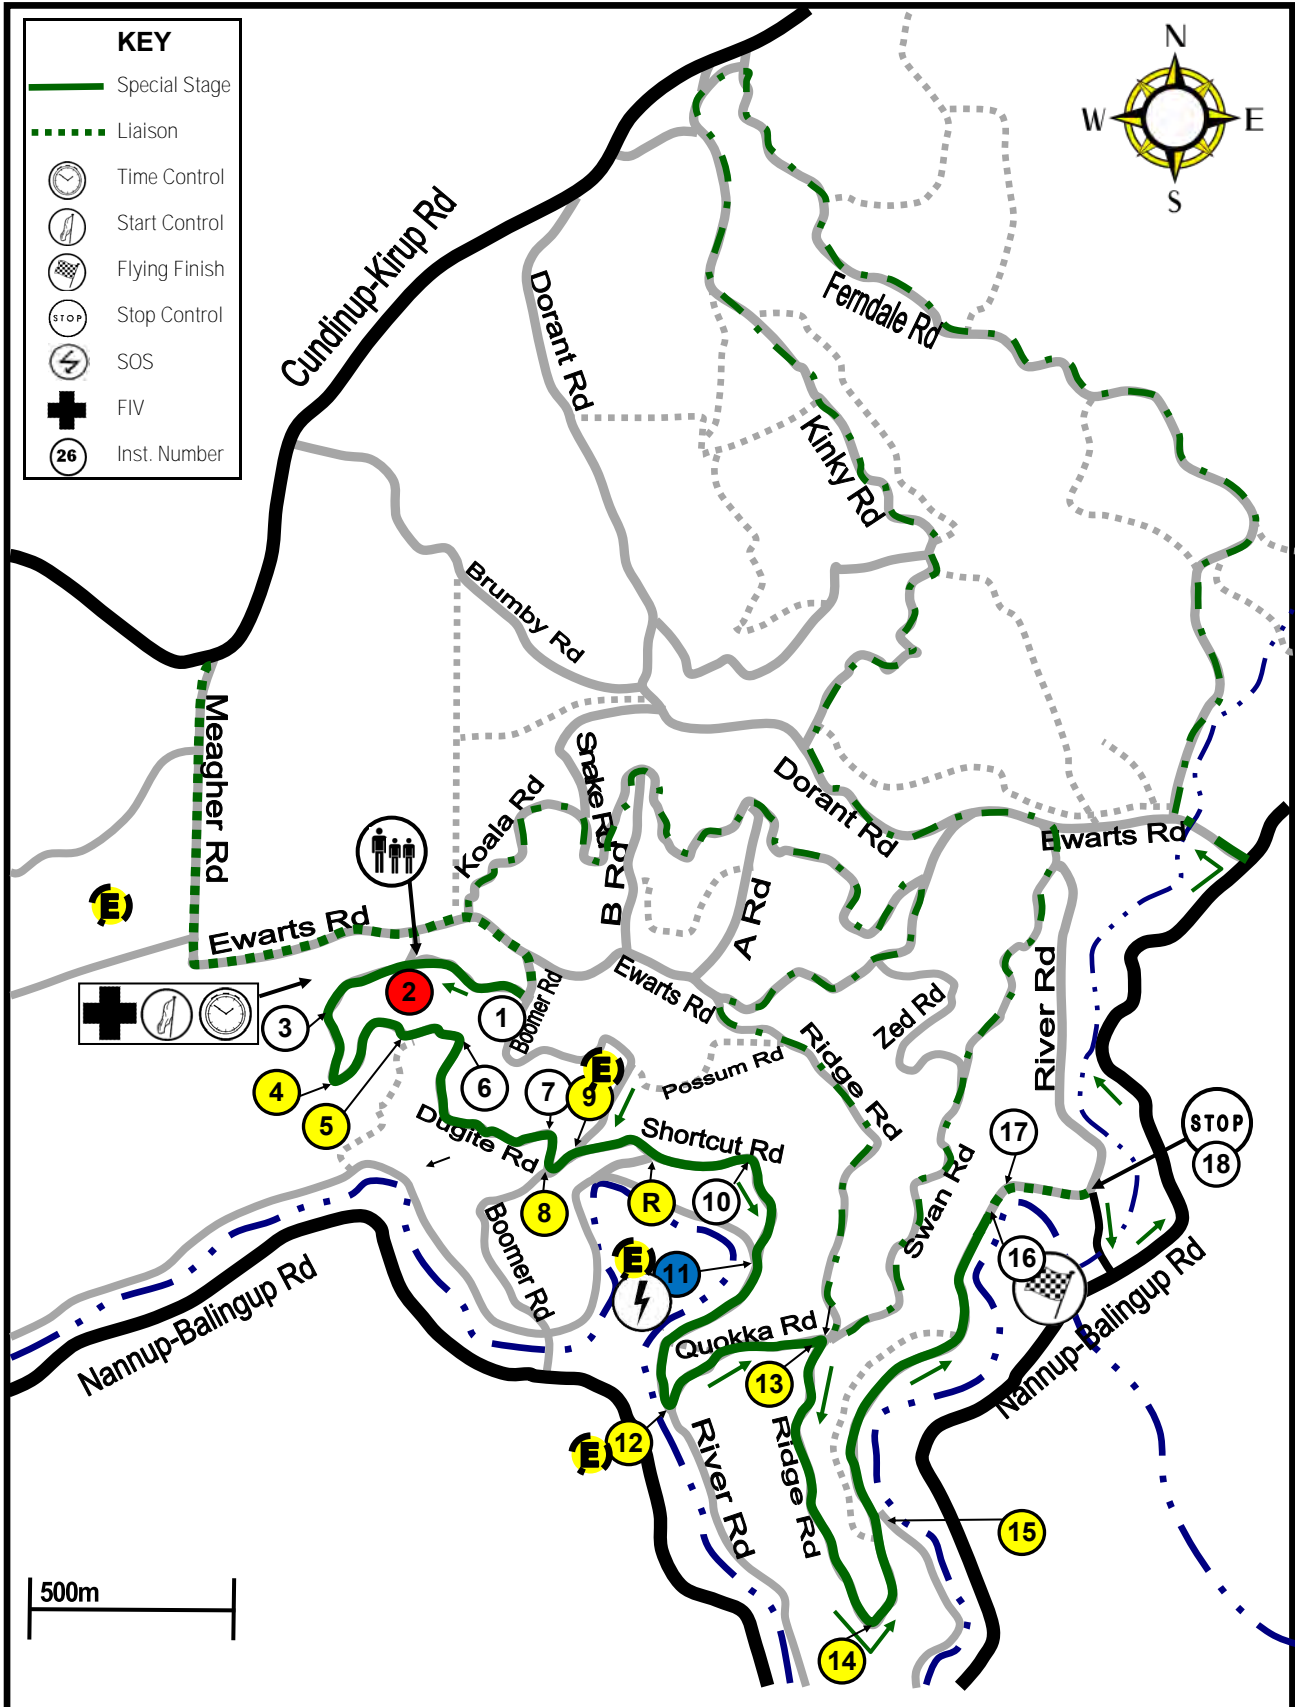 KEY
Special Stage
Liaison
Time Control
Start Control
Flying Finish
STOP
Stop Control
SOS
FIV
26
Inst. Number
N
W
E
S
Cundinup-Kirup Rd
Dorant Rd
Ferndale Rd
Kinky Rd
Brumby Rd
Meagher Rd
Snake Rd
Koala Rd
B Rd
A Rd
Dorant Rd
Ewarts Rd
E
Ewarts Rd
Ewarts Rd
Boomer Rd
River Rd
Zed Rd
Ridge Rd
Possum Rd
2
3
1
4
5
6
7
9
E
Dugite Rd
Shortcut Rd
8
R
10
17
STOP
18
Swan Rd
Boomer Rd
E
11
16
Nannup-Balingup Rd
Nannup-Balingup Rd
Quokka Rd
13
E
12
River Rd
Ridge Rd
15
14
500m